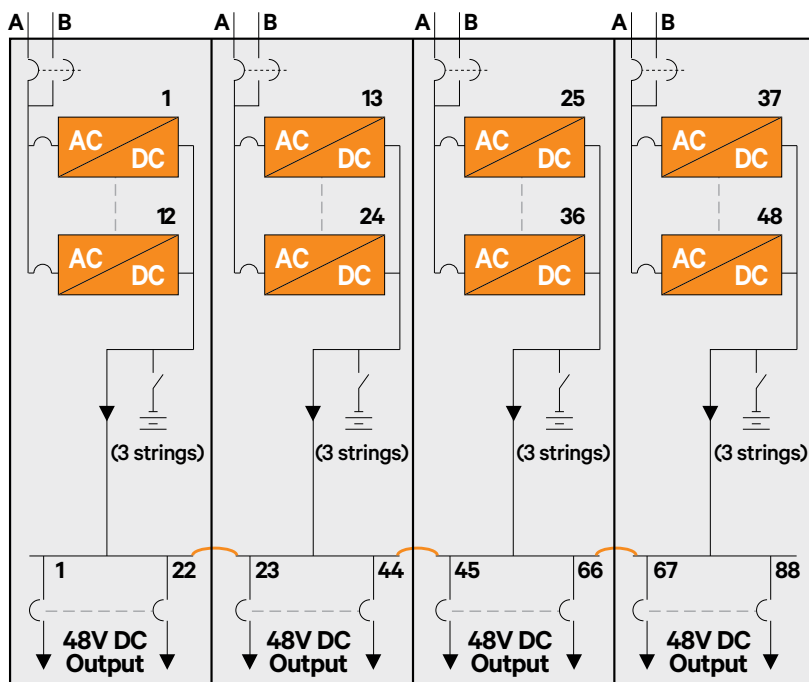 A B A B A B A B
1 13 25 37
AC DC AC DC AC DC AC DC
12 24 36 48
AC DC AC DC AC DC AC DC
(3 strings) (3 strings) (3 strings) (3 strings)
1 22 23 44 45 66 67 88
48V DC 48V DC 48V DC 48V DC
Output Output Output Output